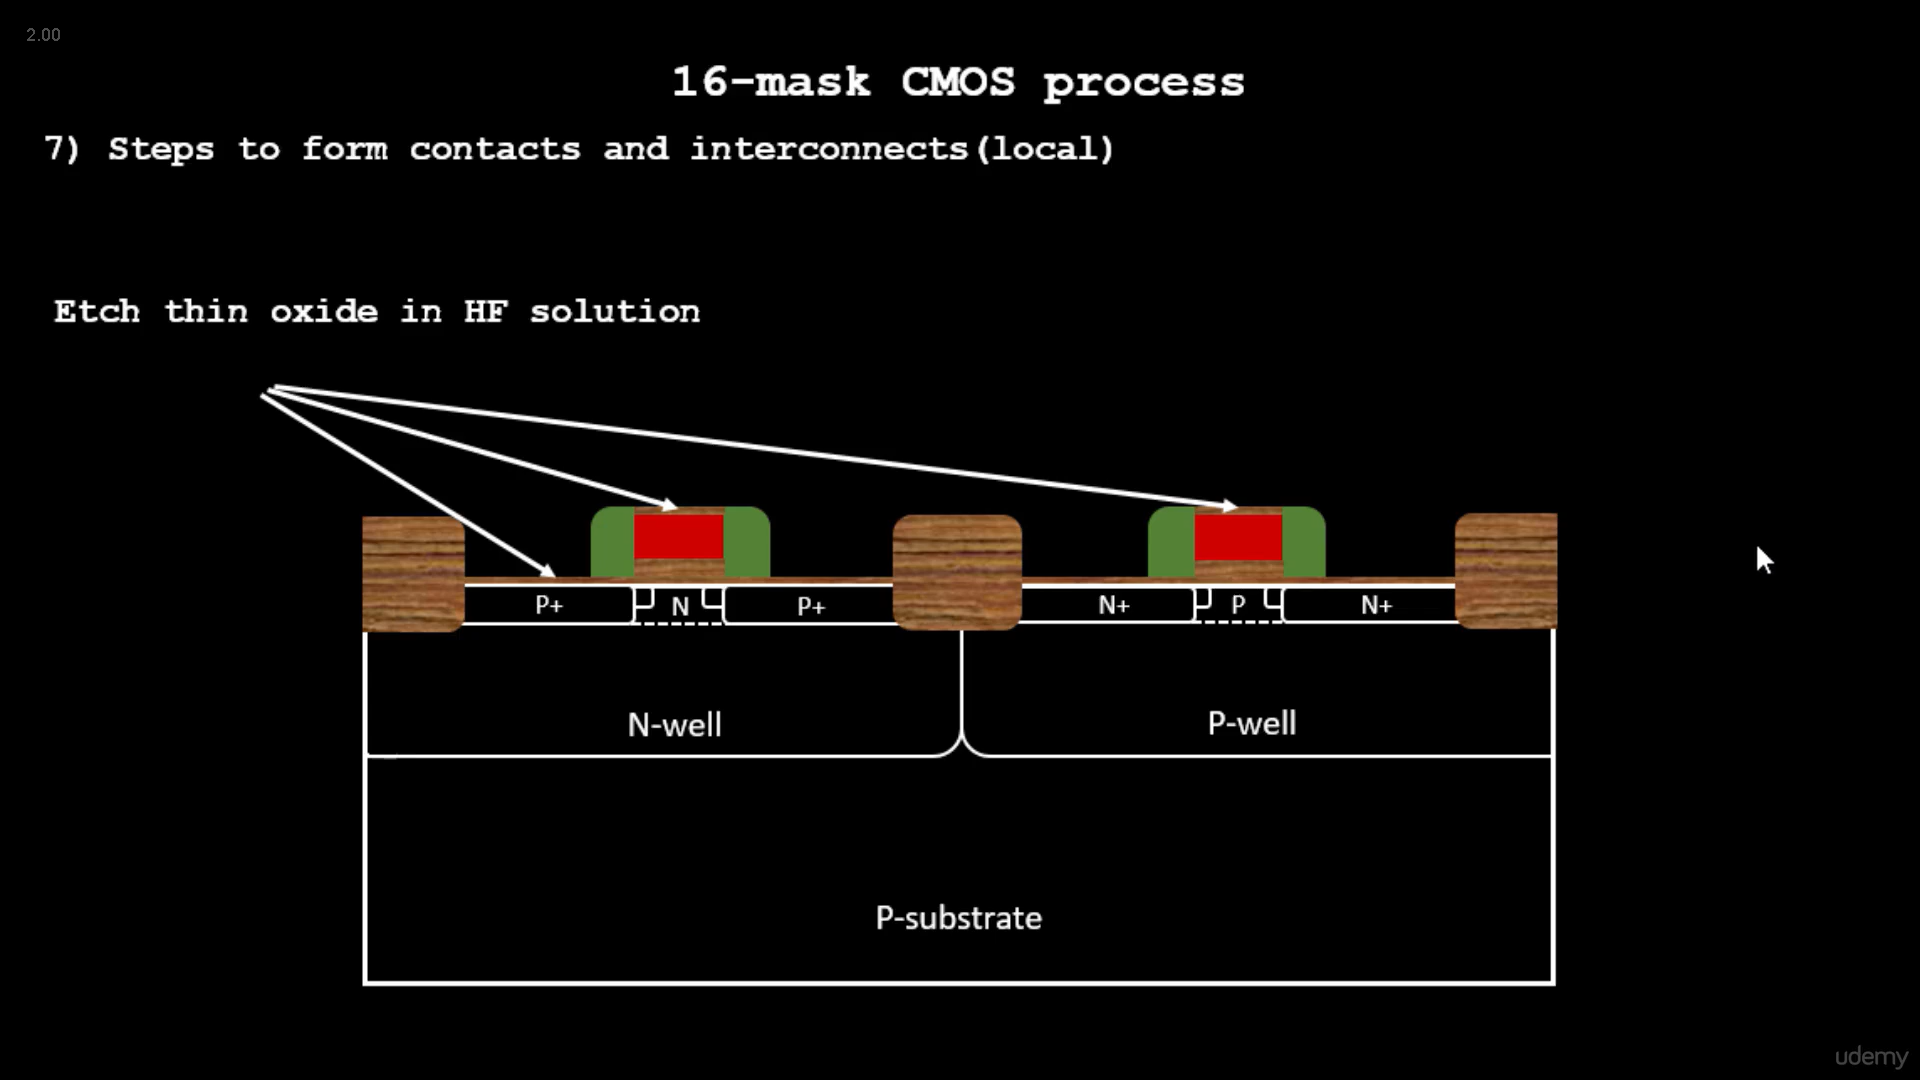 2.00
16-mask CMOS process
7) Steps to form contacts and interconnects(local)
Etch thin oxide in HF solution
P+ N P+ N+ P N+
N-well P-well
P-substrate
udemy